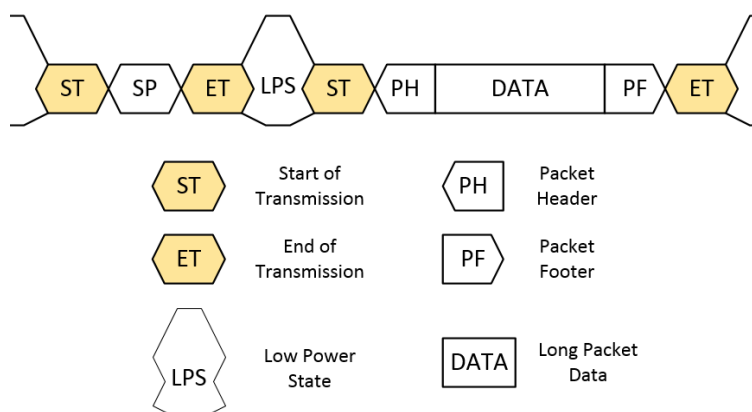 ST SP ET LPS ST PH DATA PF ET
ST Start of Transmission PH Packet Header
ET End of Transmission PF Packet Footer
LPS Low Power State DATA Long Packet Data